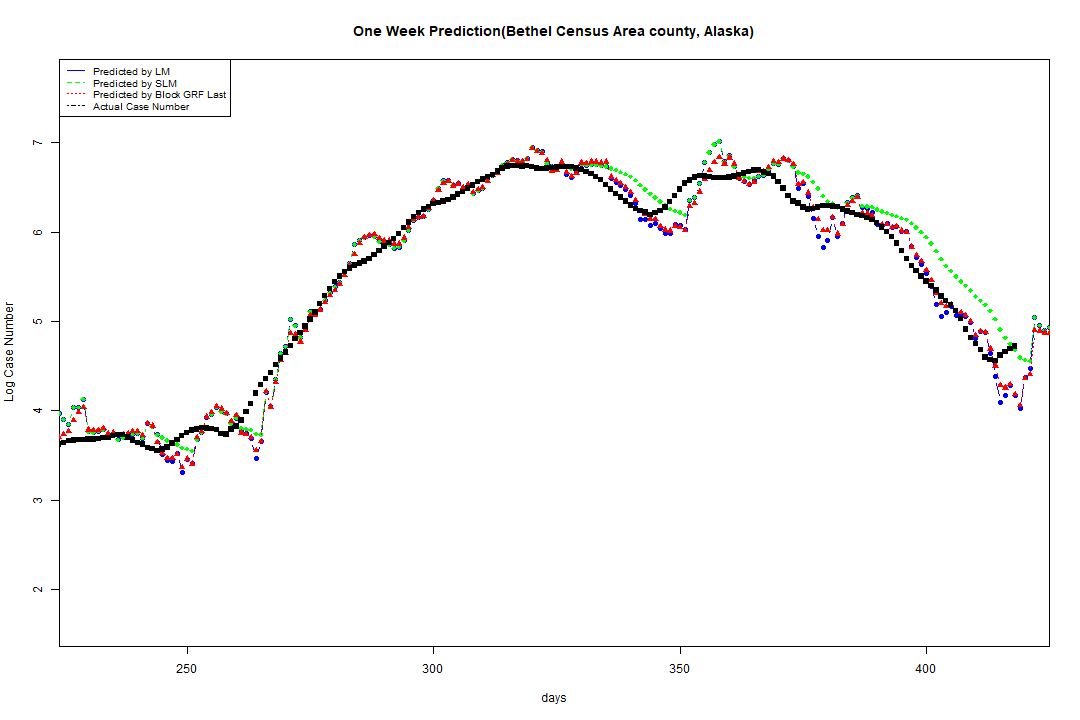 One Week Prediction(Bethel Census Area county, Alaska)
Predicted by LM
Predicted by SLM
Predicted by Block GRF Last
Actual Case Number
Log Case Number
7
6
5
4
3
2
250
300
350
400
days